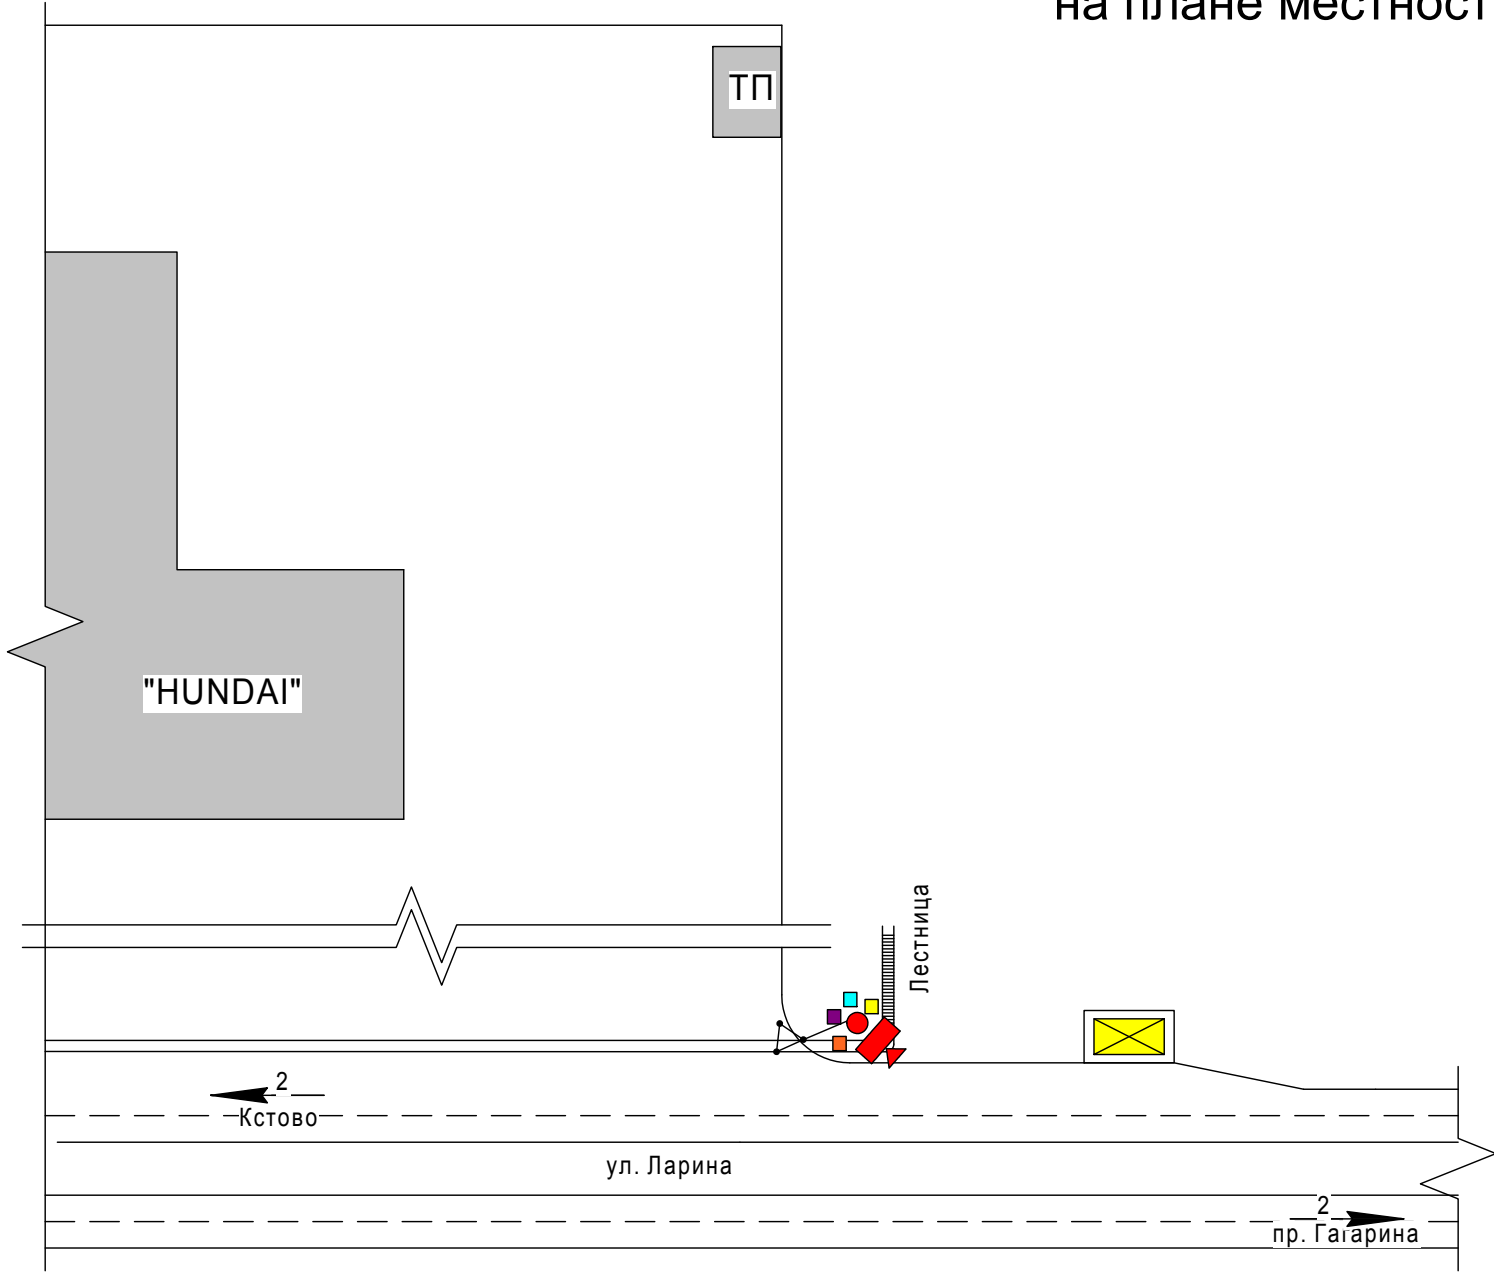 на плане местност
ТП
"HUNDAI"
Лестница
2
Кстово
ул. Ларина
2
пр. Гагарина